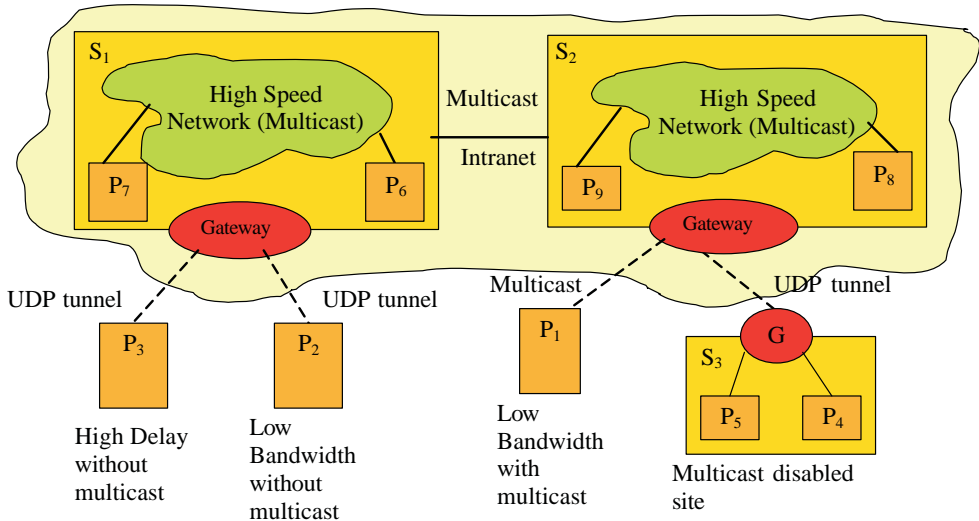 S₁
High Speed
Network (Multicast)
P₇
P₆
Gateway
Multicast
Intranet
S₂
High Speed
Network (Multicast)
P₉
P₈
Gateway
UDP tunnel
UDP tunnel
Multicast
UDP tunnel
P₃
High Delay
without
multicast
P₂
Low
Bandwidth
without
multicast
P₁
Low
Bandwidth
with
multicast
G
S₃
P₅
P₄
Multicast disabled
site